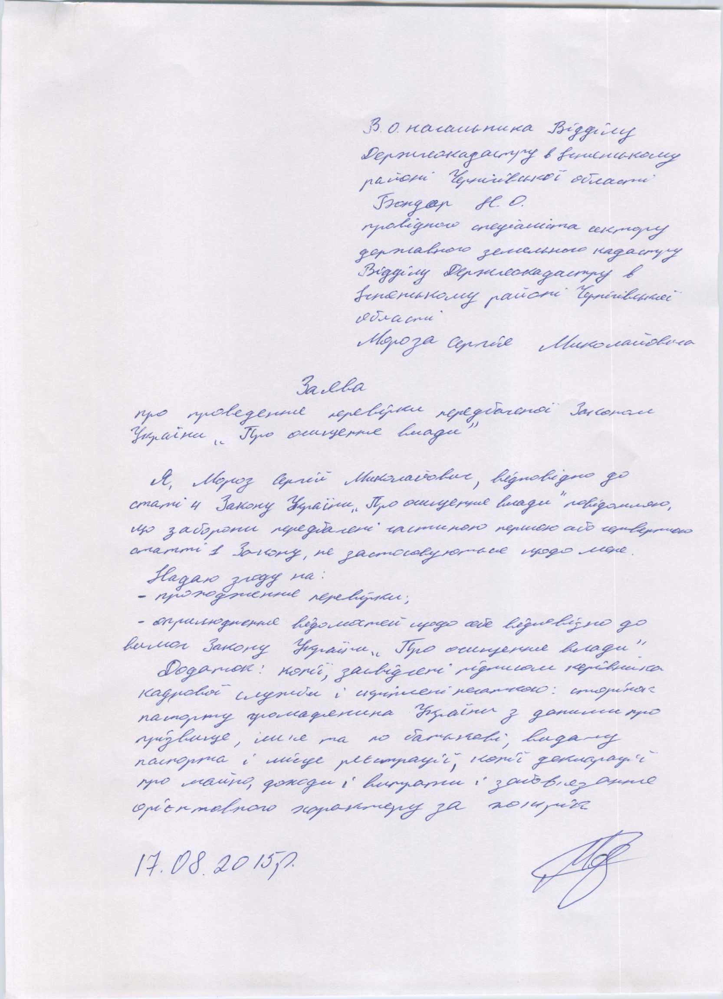 В.о. начальника Відділу
Держгеокадастру в Ічнянському
районі Чернігівської області
Бондар Н. О.
провідного спеціаліста сектору
державного земельного кадастру
Відділу Держгеокадастру в
Ічнянському районі Чернігівської
області
Мороза Сергія Миколайовича
Заява
про проведення перевірки передбаченої Законом
України „Про очищення влади”
Я, Мороз Сергій Миколайович, відповідно до
статі 4 Закону України „Про очищення влади” повідомляю,
що заборони передбачені частиною першою або четвертою
статті 1 Закону, не застосовуються щодо мене.
Надаю згоду на:
- проходження перевірки;
- оприлюднення відомостей щодо себе відповідно до
вимог Закону України „Про очищення влади”
Додаток: копії, засвідчені підписом керівника
кадрової служби і скріплені печаткою: сторінок
паспорту громадянина України з даними про
прізвище, ім'я та по батькові, видачу
паспорта і місце реєстрації, копії декларації
про майно, доходи і витрати і зобов'язання
характеру за
17.08.2015р.